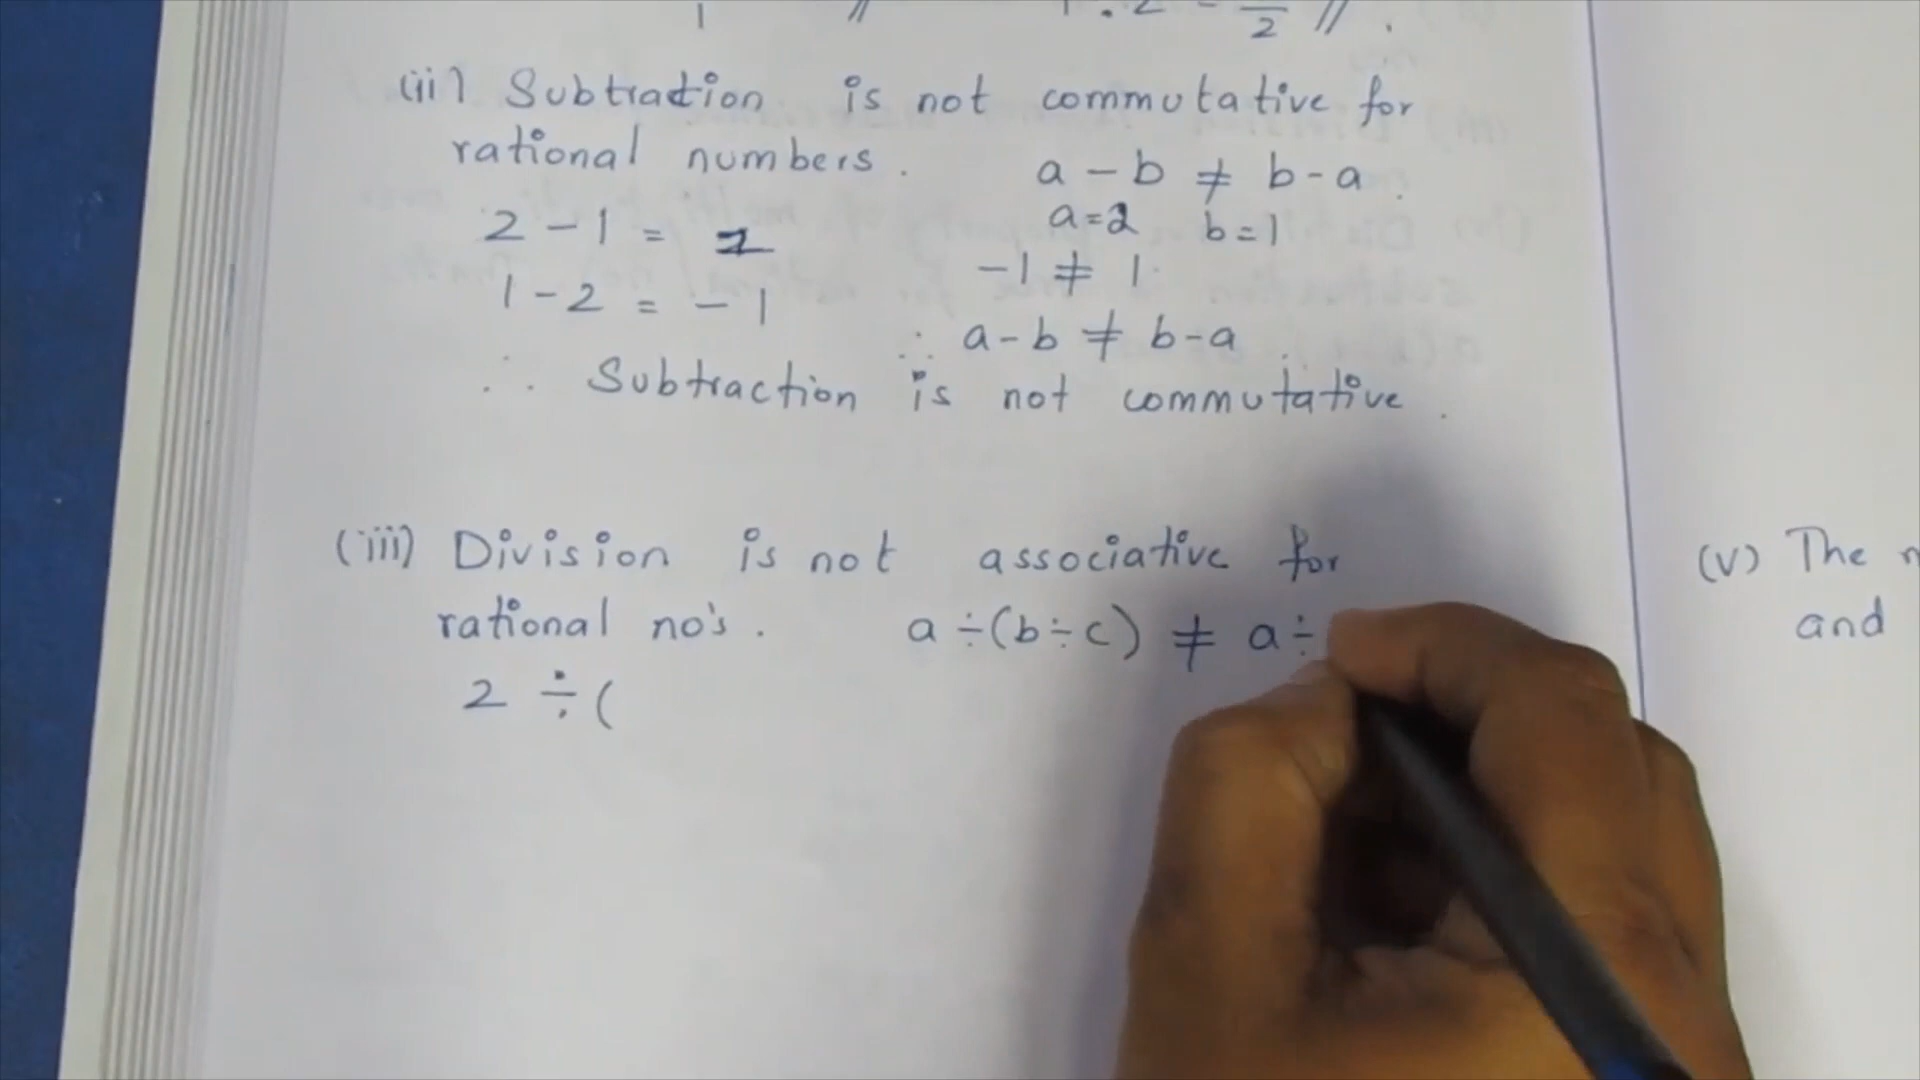 (ii) Subtraction is not commutative for
rational numbers. a - b ≠ b - a.
2 - 1 = 1 a = 2 b = 1
1 - 2 = - 1 -1 ≠ 1
∴ a - b ≠ b - a.
∴ Subtraction is not commutative.
(iii) Division is not associative for
rational no's. a ÷ (b ÷ c) ≠ a ÷
2 ÷ (
(v) The
and